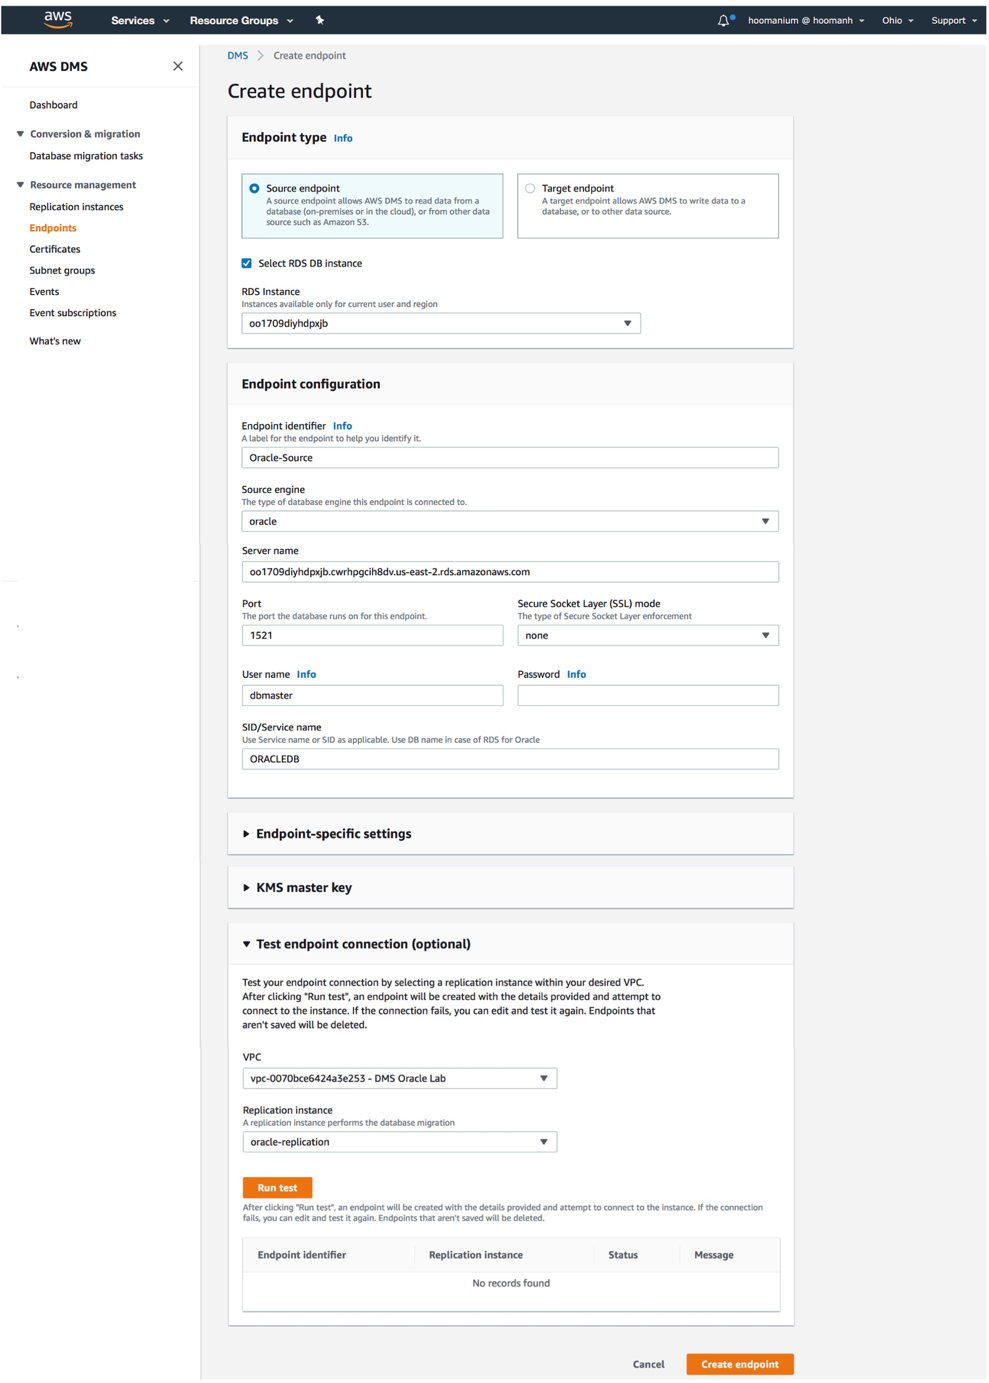 aws Services Resource Groups hoomanium @ hoomanh Ohio Support
AWS DMS
Dashboard
Conversion & migration
Database migration tasks
Resource management
Replication instances
Endpoints
Certificates
Subnet groups
Events
Event subscriptions
What's new
DMS > Create endpoint
Create endpoint
Endpoint type Info
Source endpoint
A source endpoint allows AWS DMS to read data from a
database (on-premises or in the cloud), or from other data
source such as Amazon S3.
Target endpoint
A target endpoint allows AWS DMS to write data to a
database, or to other data source.
Select RDS DB instance
RDS Instance
Instances available only for current user and region
oo1709diyhdpxjb
Endpoint configuration
Endpoint identifier Info
A label for the endpoint to help you identify it.
Oracle-Source
Source engine
The type of database engine this endpoint is connected to.
oracle
Server name
oo1709diyhdpxjb.cwrhpgcih8dv.us-east-2.rds.amazonaws.com
Port
The port the database runs on for this endpoint.
1521
Secure Socket Layer (SSL) mode
The type of Secure Socket Layer enforcement
none
User name Info
dbmaster
Password Info
SID/Service name
Use Service name or SID as applicable. Use DB name in case of RDS for Oracle
ORACLEDB
Endpoint-specific settings
KMS master key
Test endpoint connection (optional)
Test your endpoint connection by selecting a replication instance within your desired VPC.
After clicking "Run test", an endpoint will be created with the details provided and attempt to
connect to the instance. If the connection fails, you can edit and test it again. Endpoints that
aren't saved will be deleted.
VPC
vpc-0070bce6424a3e253 - DMS Oracle Lab
Replication instance
A replication instance performs the database migration
oracle-replication
Run test
After clicking "Run test", an endpoint will be created with the details provided and attempt to connect to the instance. If the connection
fails, you can edit and test it again. Endpoints that aren't saved will be deleted.
Endpoint identifier Replication instance Status Message
No records found
Cancel Create endpoint